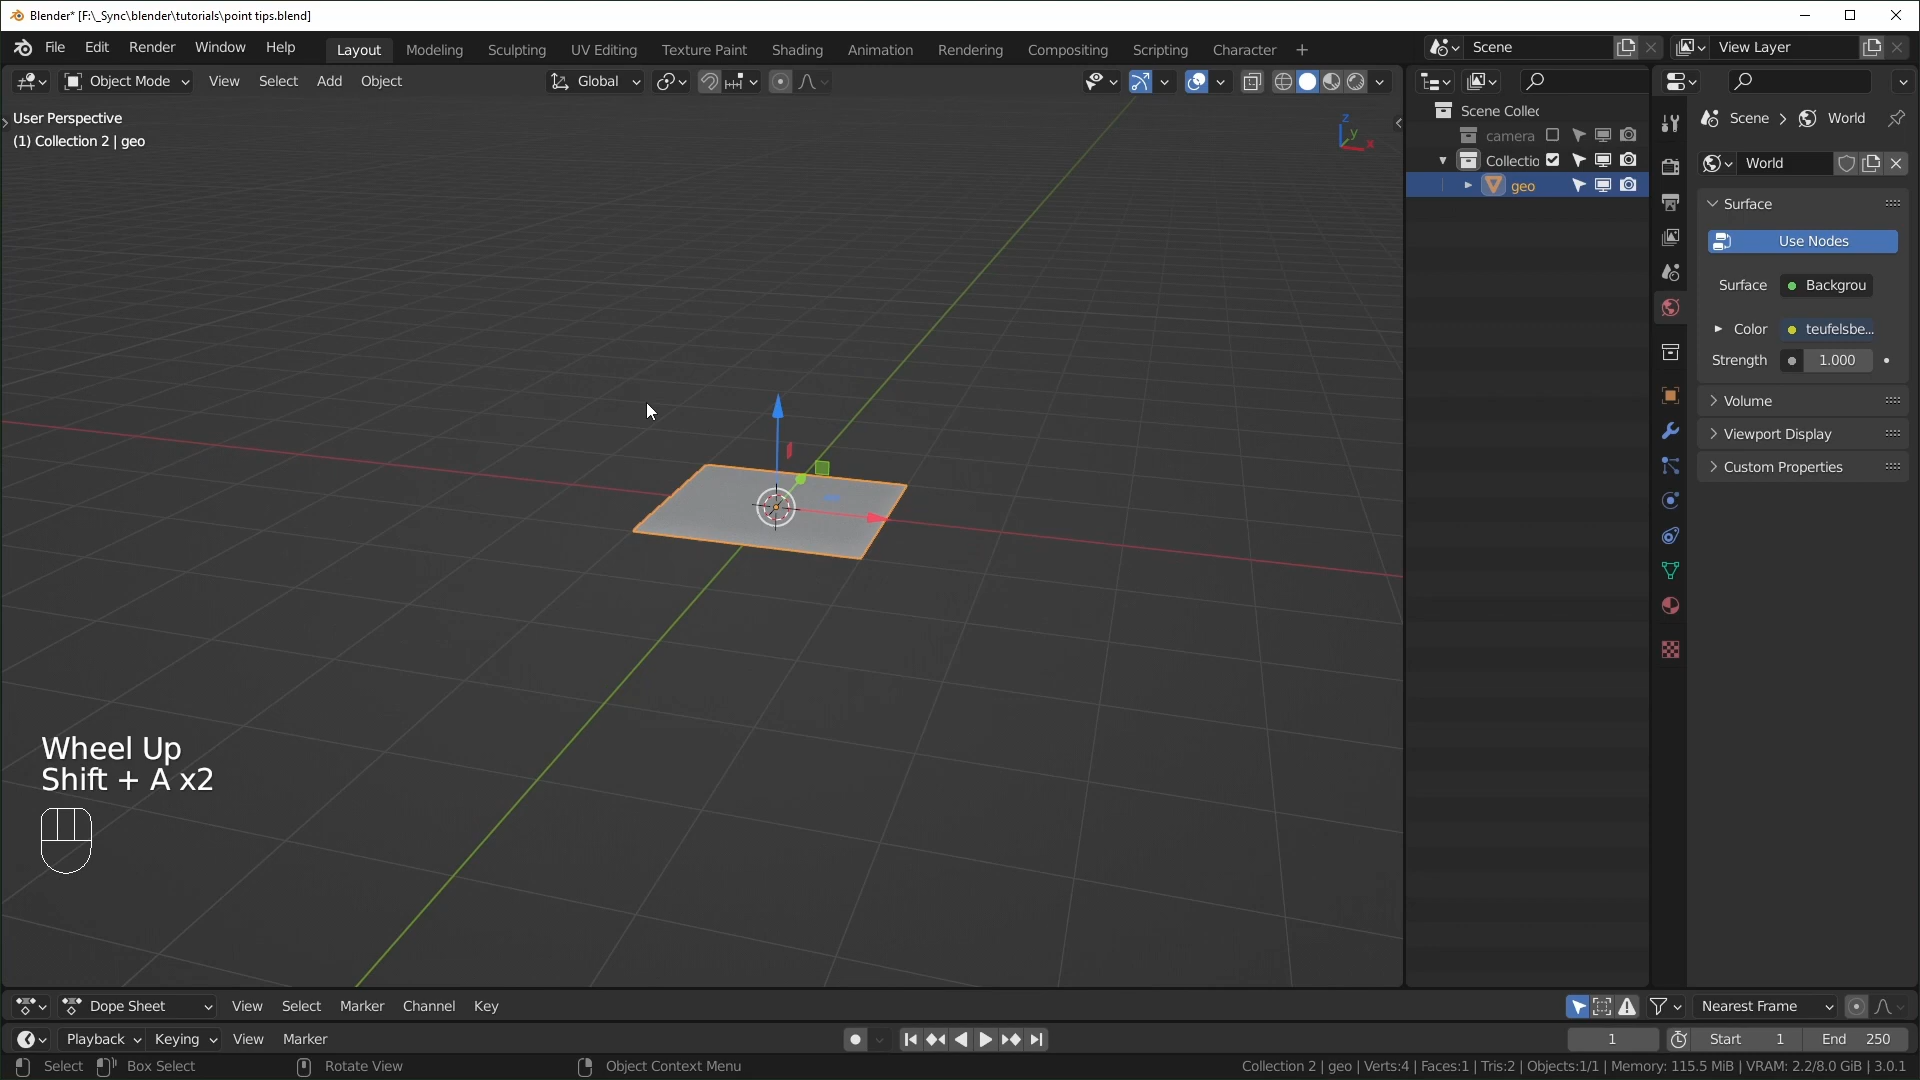 Blender* [F:\_Sync\blender\tutorials\point tips.blend]
File Edit Render Window Help
Layout Modeling Sculpting UV Editing Texture Paint Shading Animation Rendering Compositing Scripting Character +
Scene
View Layer
Object Mode View Select Add Object
Global
User Perspective
(1) Collection 2 | geo
Z
Y
X
Scene Collec
camera
Collectio
geo
Scene > World
World
Surface
Use Nodes
Surface Backgrou
Color teufelsbe...
Strength 1.000
Volume
Viewport Display
Custom Properties
Wheel Up
Shift + A x2
Dope Sheet View Select Marker Channel Key
Nearest Frame
Playback Keying View Marker
1
Start 1
End 250
Select Box Select Rotate View Object Context Menu
Collection 2 | geo | Verts:4 | Faces:1 | Tris:2 | Objects:1/1 | Memory: 115.5 MiB | VRAM: 2.2/8.0 GiB | 3.0.1